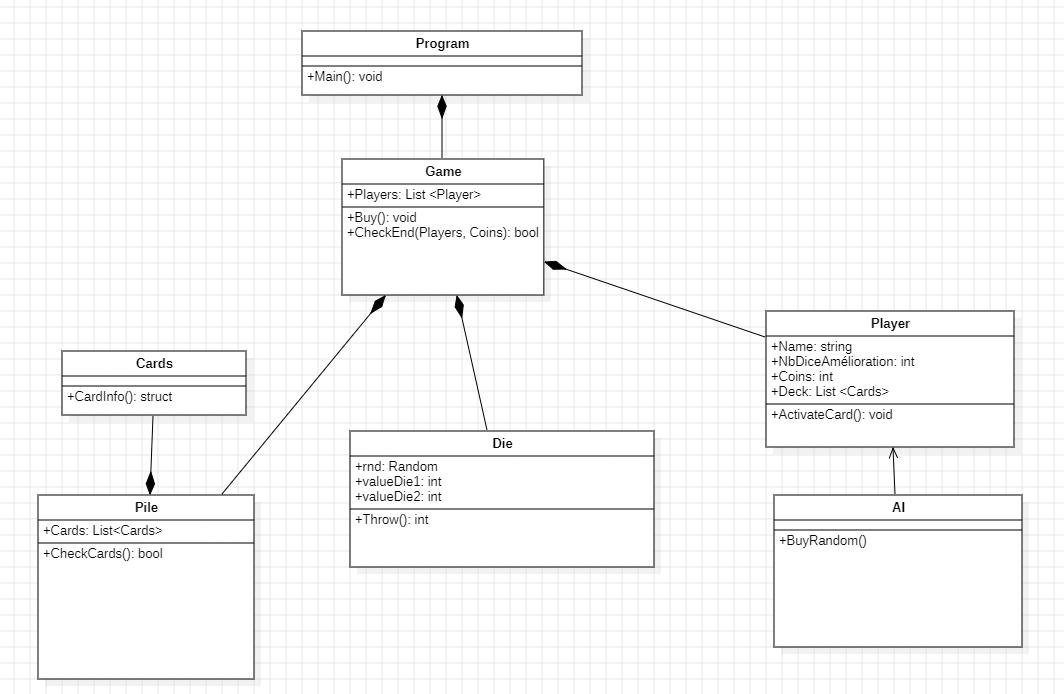 Program
+Main(): void
Game
+Players: List <Player>
+Buy(): void
+CheckEnd(Players, Coins): bool
Player
+Name: string
+NbDiceAmélioration: int
+Coins: int
+Deck: List <Cards>
+ActivateCard(): void
Cards
+CardInfo(): struct
Die
+rnd: Random
+valueDie1: int
+valueDie2: int
+Throw(): int
Pile
+Cards: List<Cards>
+CheckCards(): bool
AI
+BuyRandom()